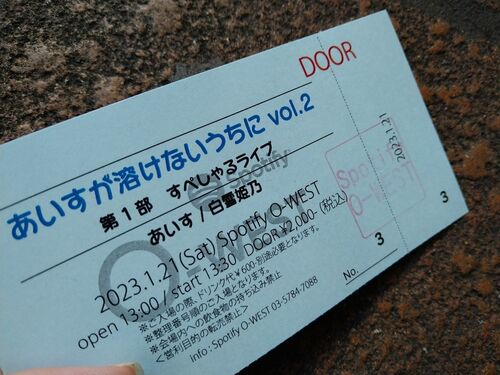 DOOR
あいすが溶けないうちに vol.2
第1部 すぺしゃるライブ
あいす/白雪姫乃
Spotify
O-WEST
2023.1.21(Sat) Spotify O-WEST
open 13:00/ start 13:30 DOOR¥2,000-(税込)
※ご入場の際、ドリンク代¥600-別途必要となります。
※整理番号順のご入場となります。
※会場内への飲食物の持ち込み禁止
<営利目的の転売禁止>
info : Spotify O-WEST 03-5784-7088
No. 3
2023.1.21
Spotify
O-WEST
3